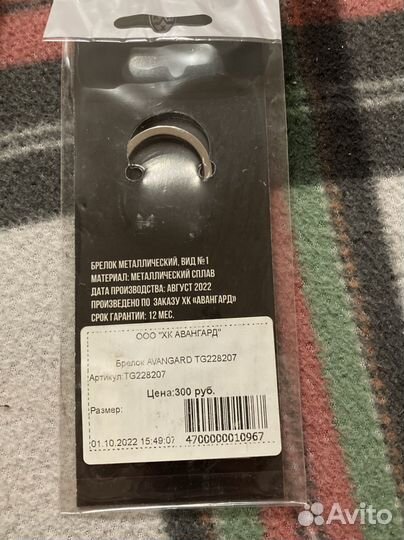 БРЕЛОК МЕТАЛЛИЧЕСКИЙ, ВИД №1
МАТЕРИАЛ: МЕТАЛЛИЧЕСКИЙ СПЛАВ
ДАТА ПРОИЗВОДСТВА: АВГУСТ 2022
ПРОИЗВЕДЕНО ПО ЗАКАЗУ ХК «АВАНГАРД»
СРОК ГАРАНТИИ: 12 МЕС.
ООО "ХК АВАНГАРД"
Брелок AVANGARD TG228207
Артикул:TG228207
Цена:300 руб.
Размер:
01.10.2022 15:49:07
4700000010967
Avito